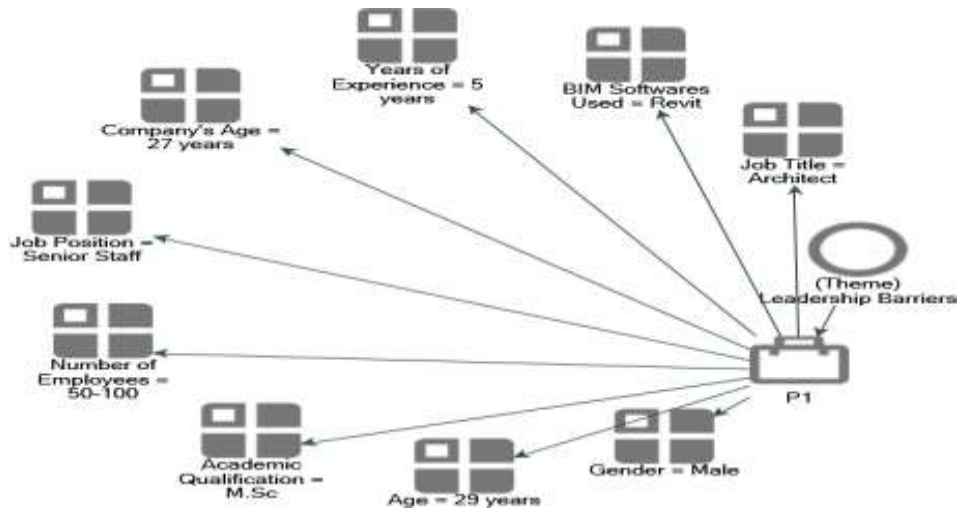 Years of
Experience = 5
years
BIM Softwares
Used = Revit
Company's Age =
27 years
Job Title =
Architect
Job Position =
Senior Staff
(Theme)
Leadership Barriers
Number of
Employees =
50-100
P1
Academic
Qualification =
M.Sc
Age = 29 years
Gender = Male